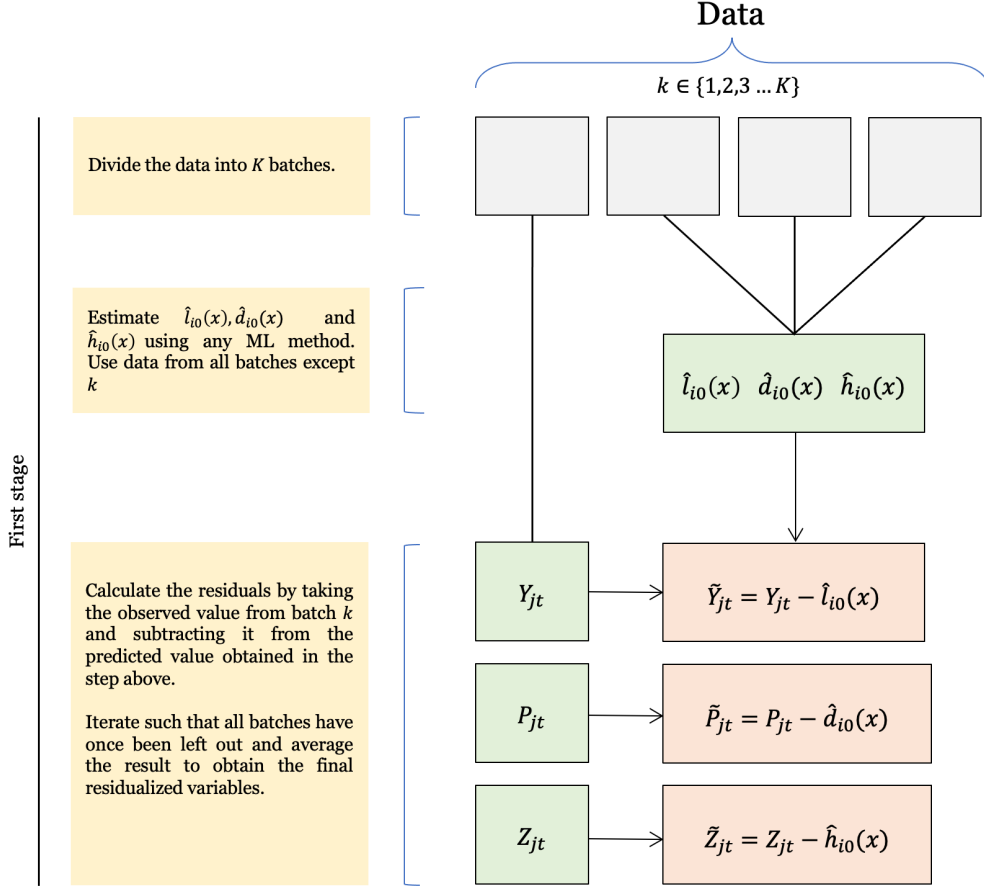 Data
k ∈ {1,2,3 … K}
Divide the data into K batches.
Estimate l̂ᵢ₀(x), d̂ᵢ₀(x) and
ĥᵢ₀(x) using any ML method.
Use data from all batches except
k
l̂ᵢ₀(x) d̂ᵢ₀(x) ĥᵢ₀(x)
First stage
Calculate the residuals by taking
the observed value from batch k
and subtracting it from the
predicted value obtained in the
step above.
Iterate such that all batches have
once been left out and average
the result to obtain the final
residualized variables.
Yⱼₜ
Ỹⱼₜ = Yⱼₜ − l̂ᵢ₀(x)
Pⱼₜ
P̃ⱼₜ = Pⱼₜ − d̂ᵢ₀(x)
Zⱼₜ
Z̃ⱼₜ = Zⱼₜ − ĥᵢ₀(x)